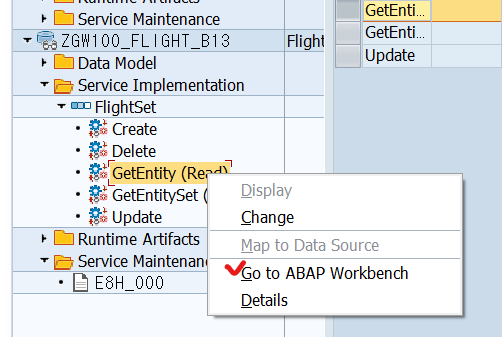 Runtime Artifacts
Service Maintenance
ZGW100_FLIGHT_B13
Flight
Data Model
Service Implementation
FlightSet
Create
Delete
GetEntity (Read)
GetEntitySet (
Update
Runtime Artifacts
Service Maintenan
E8H_000
Display
Change
Map to Data Source
Go to ABAP Workbench
Details
GetEnti...
GetEnti...
Update